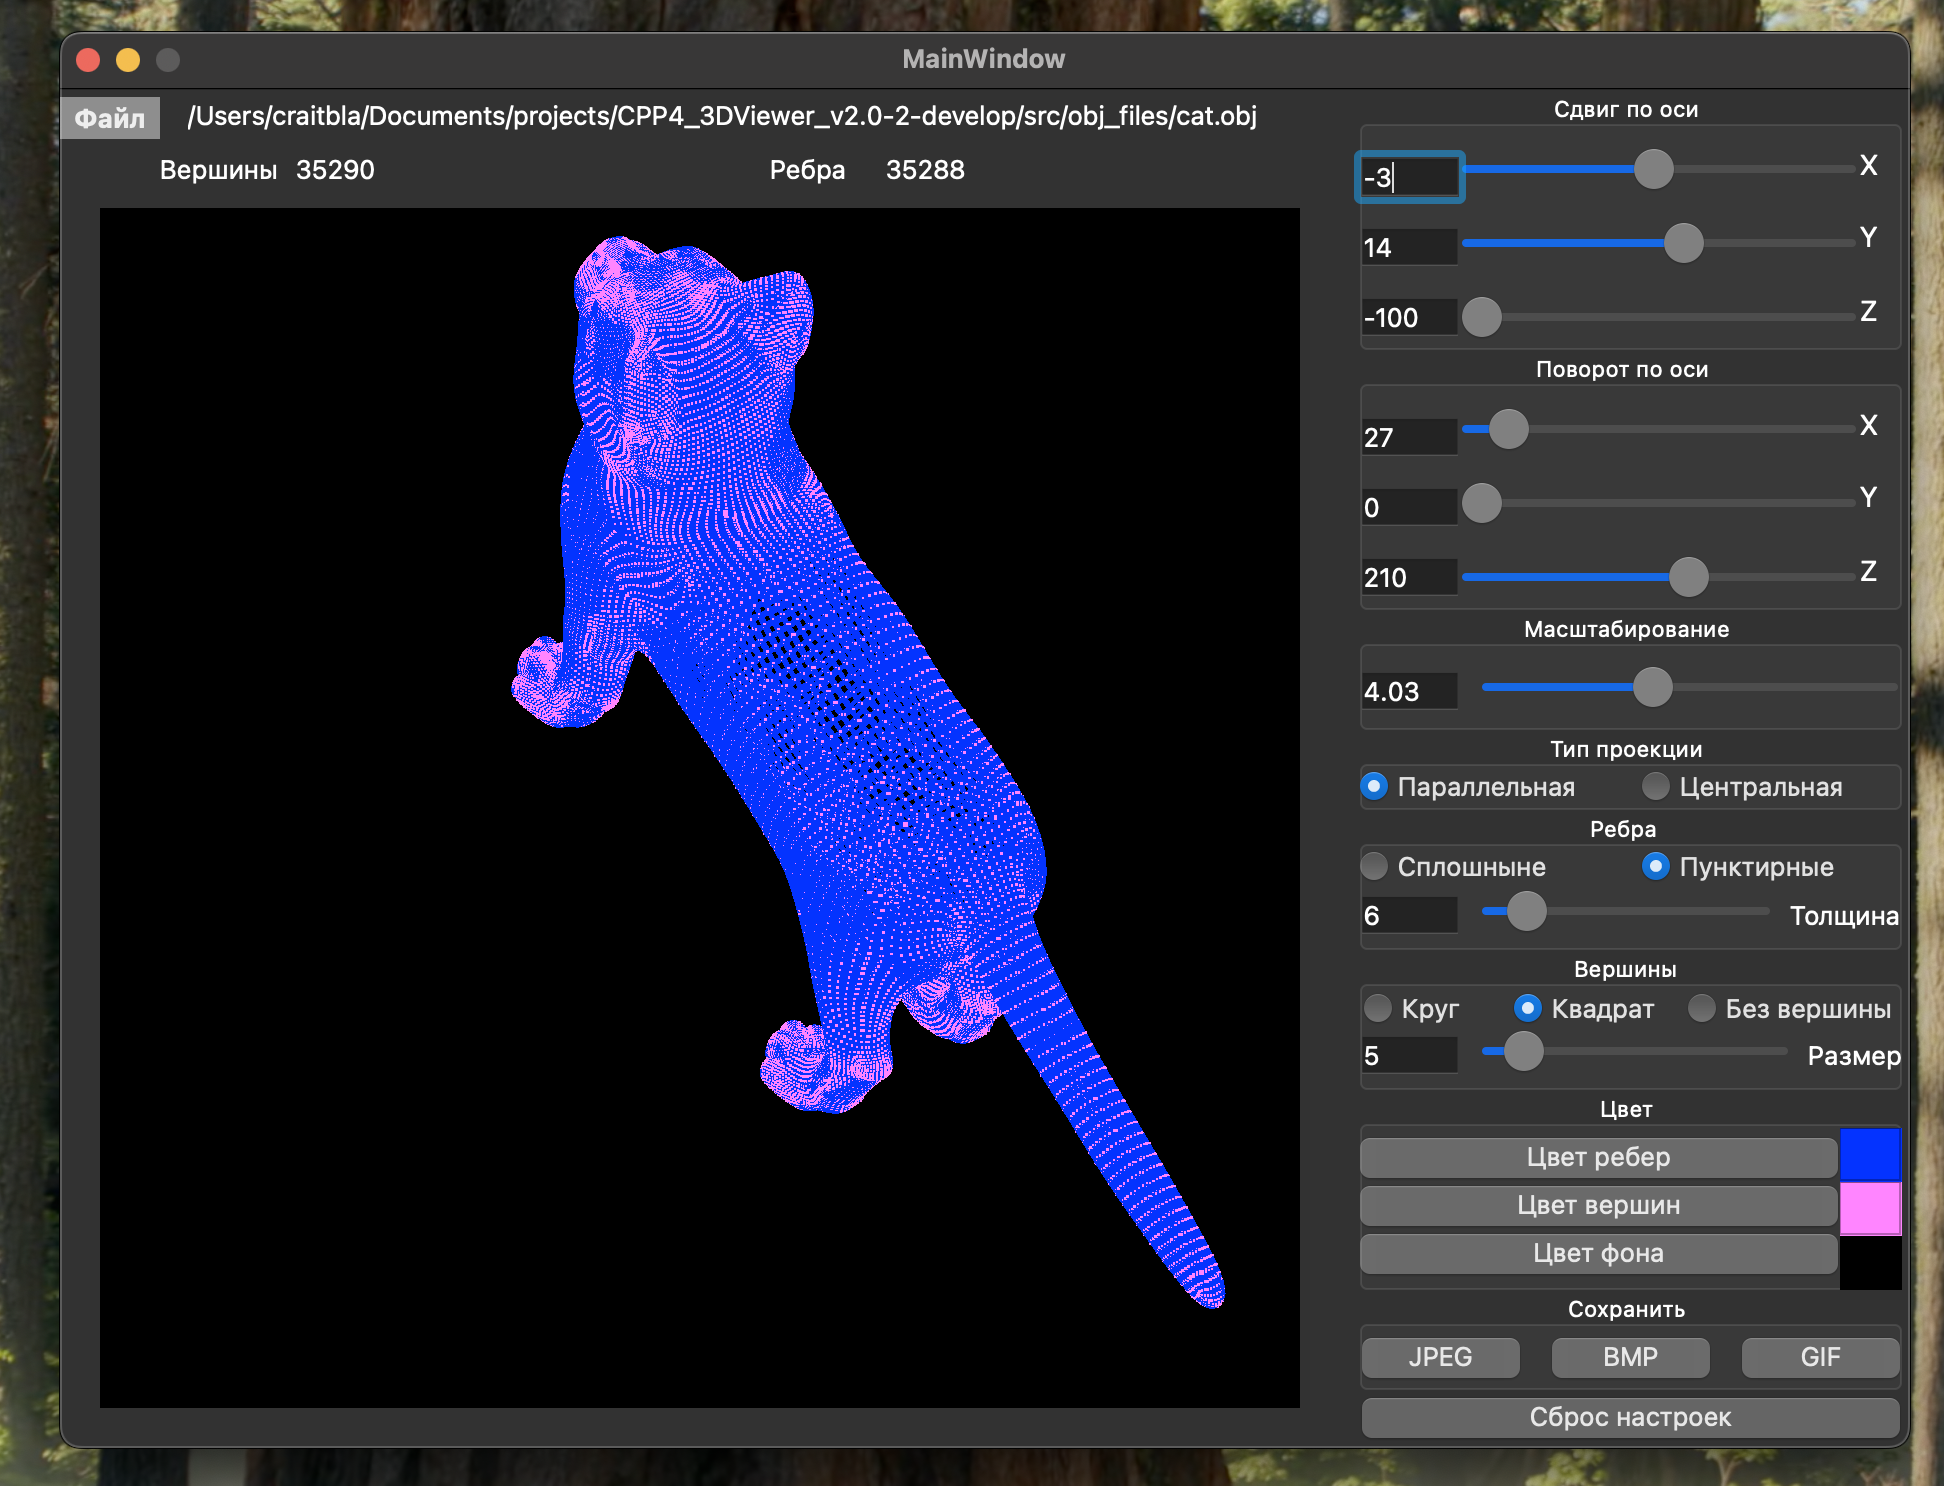 MainWindow
Файл /Users/craitbla/Documents/projects/CPP4_3DViewer_v2.0-2-develop/src/obj_files/cat.obj
Вершины 35290 Ребра 35288
Сдвиг по оси
-3 X
14 Y
-100 Z
Поворот по оси
27 X
0 Y
210 Z
Масштабирование
4.03
Тип проекции
Параллельная Центральная
Ребра
Сплошныне Пунктирные
6 Толщина
Вершины
Круг Квадрат Без вершины
5 Размер
Цвет
Цвет ребер
Цвет вершин
Цвет фона
Сохранить
JPEG BMP GIF
Сброс настроек